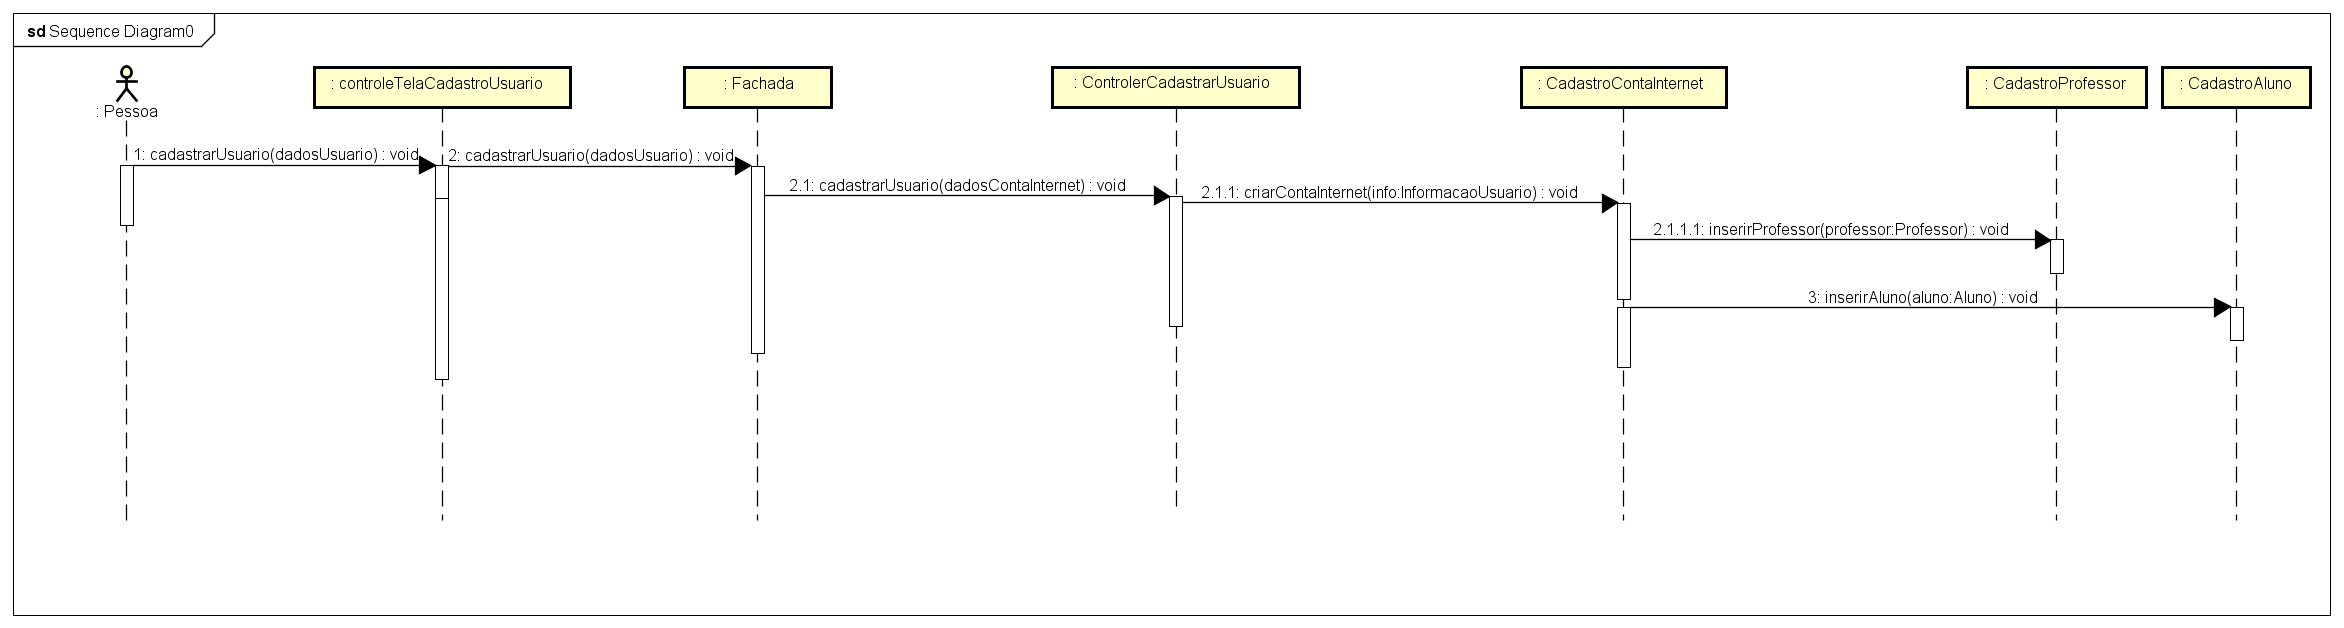 sd Sequence Diagram0
: Pessoa
: controleTelaCadastroUsuario
: Fachada
: ControlerCadastrarUsuario
: CadastroContaInternet
: CadastroProfessor
: CadastroAluno
1: cadastrarUsuario(dadosUsuario) : void
2: cadastrarUsuario(dadosUsuario) : void
2.1: cadastrarUsuario(dadosContaInternet) : void
2.1.1: criarContaInternet(info:InformacaoUsuario) : void
2.1.1.1: inserirProfessor(professor:Professor) : void
3: inserirAluno(aluno:Aluno) : void